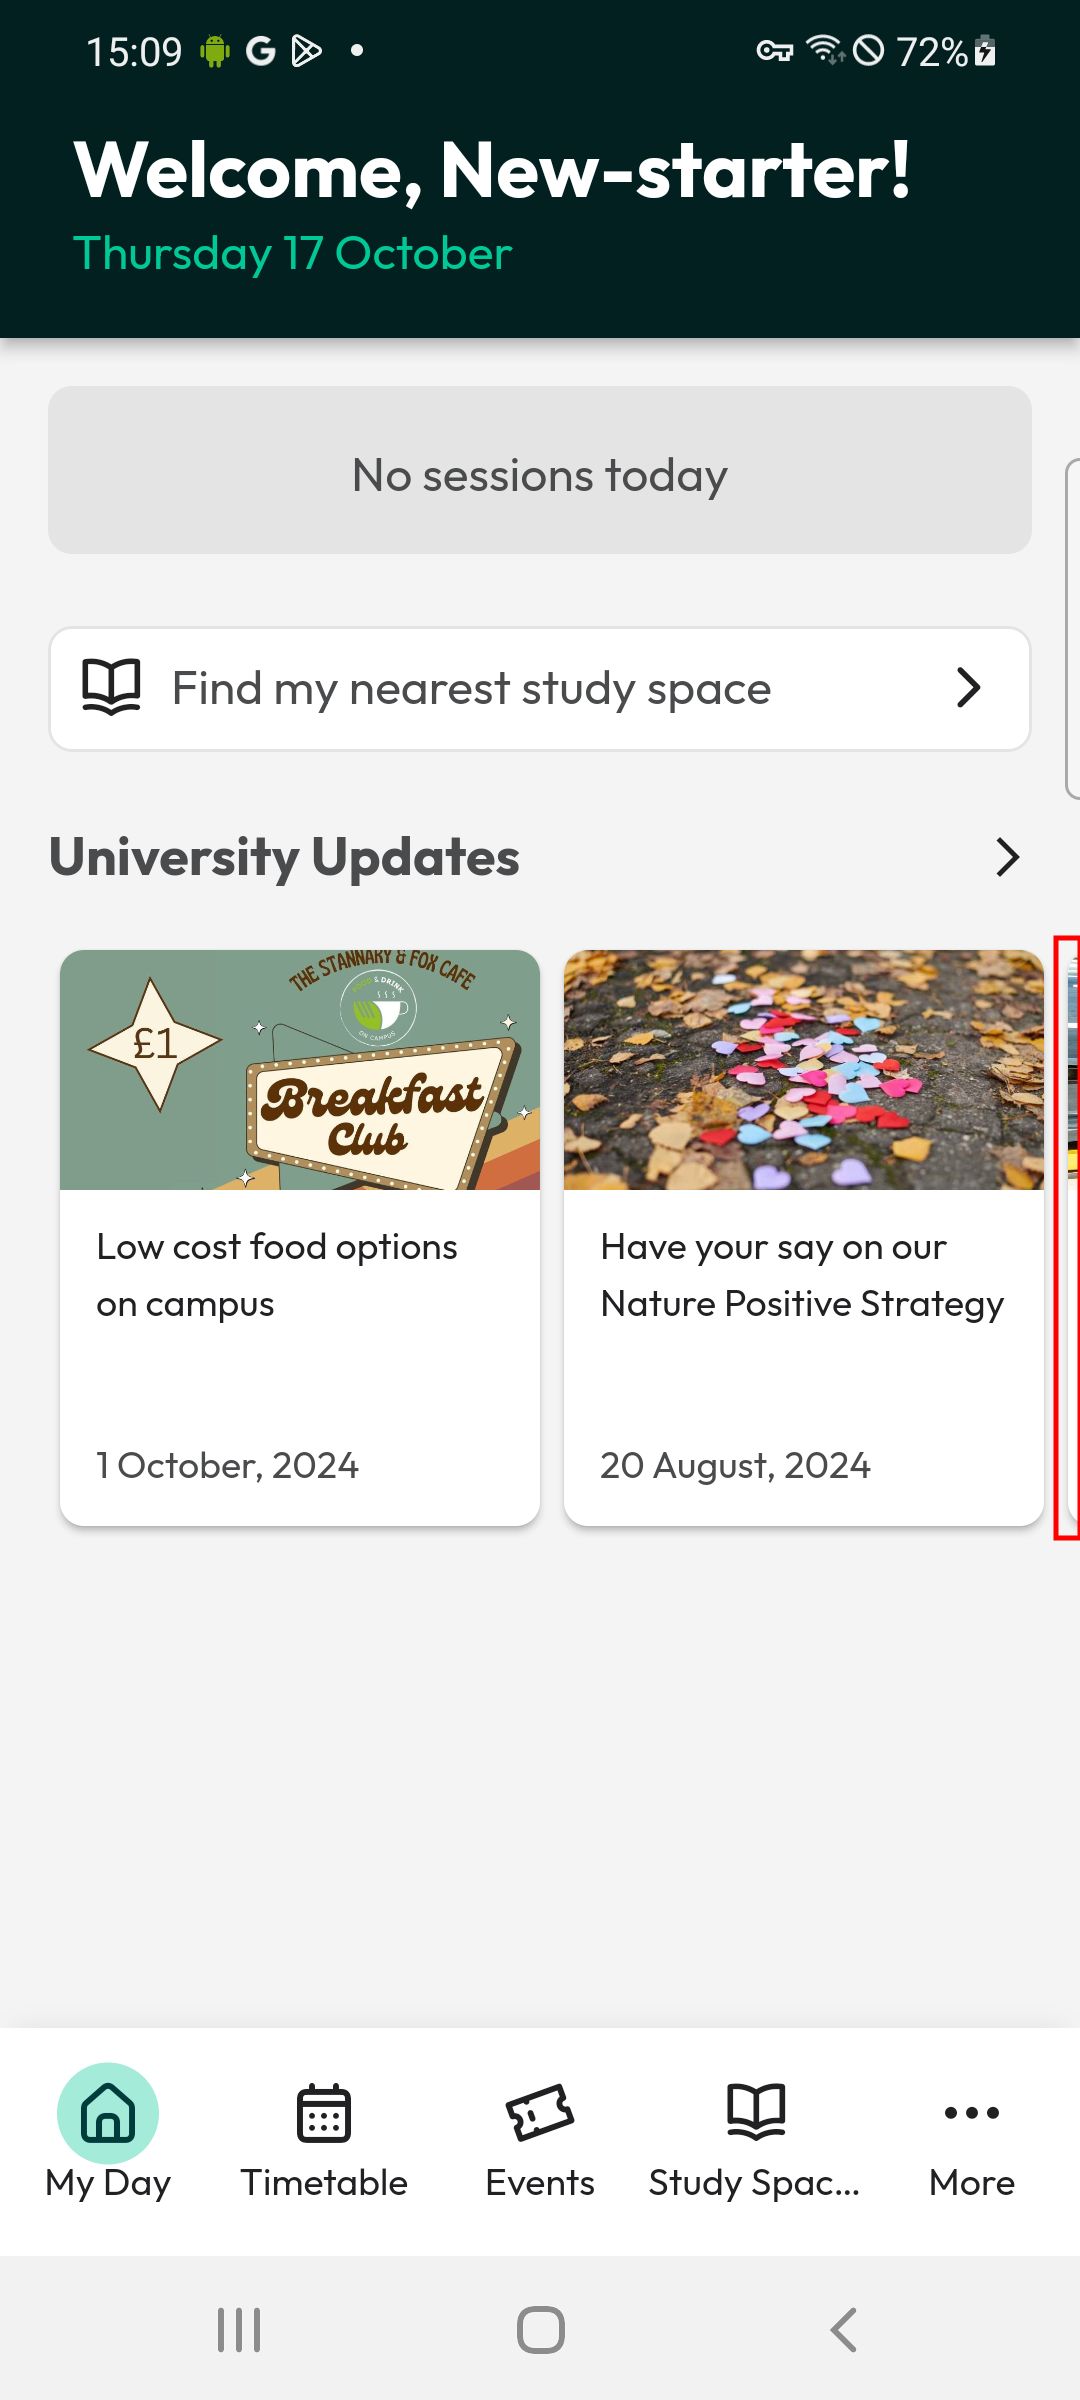 15:09
72%
Welcome, New-starter!
Thursday 17 October
No sessions today
Find my nearest study space
University Updates
THE STANNARY & FOX CAFE
FOOD & DRINK
ON CAMPUS
£1
Breakfast
Club
Low cost food options
on campus
1 October, 2024
Have your say on our
Nature Positive Strategy
20 August, 2024
My Day
Timetable
Events
Study Spac...
More